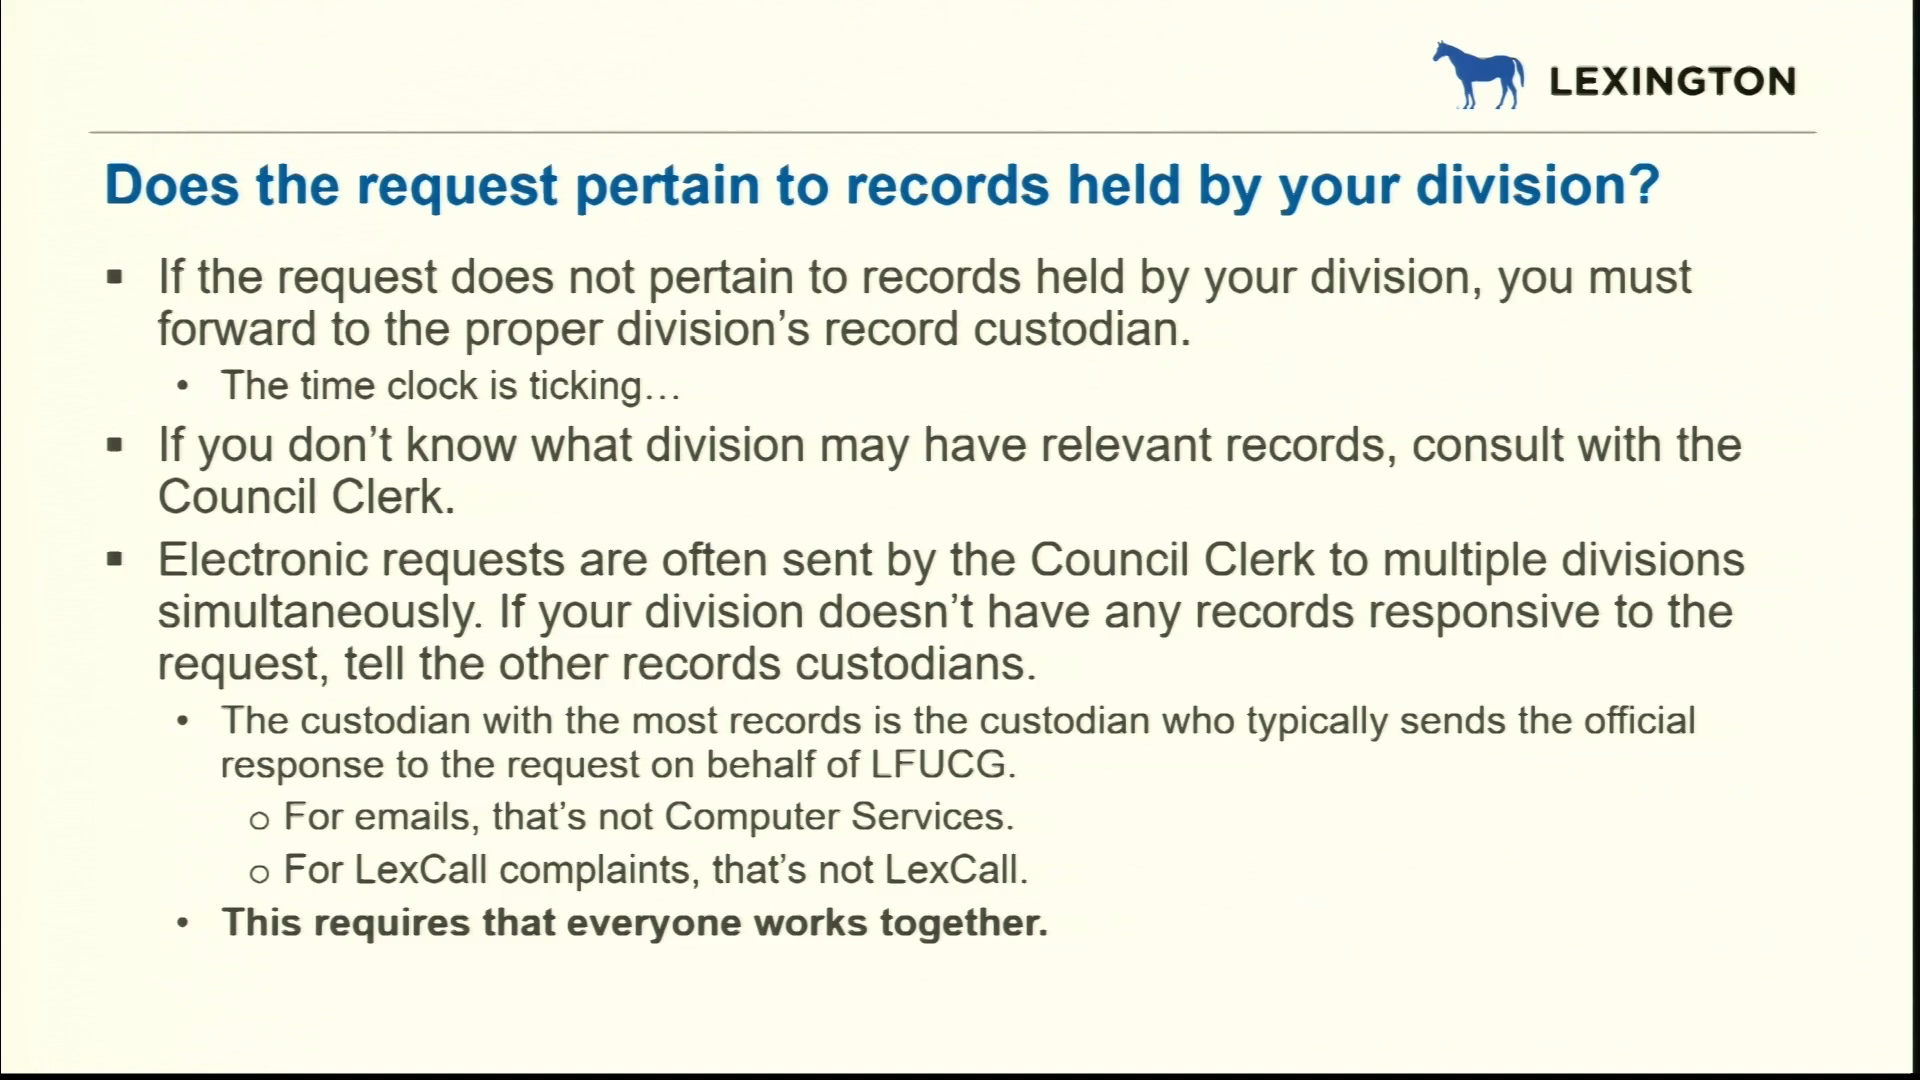 LEXINGTON
Does the request pertain to records held by your division?
▪ If the request does not pertain to records held by your division, you must
forward to the proper division’s record custodian.
• The time clock is ticking…
▪ If you don’t know what division may have relevant records, consult with the
Council Clerk.
▪ Electronic requests are often sent by the Council Clerk to multiple divisions
simultaneously. If your division doesn’t have any records responsive to the
request, tell the other records custodians.
• The custodian with the most records is the custodian who typically sends the official
response to the request on behalf of LFUCG.
o For emails, that’s not Computer Services.
o For LexCall complaints, that’s not LexCall.
• This requires that everyone works together.